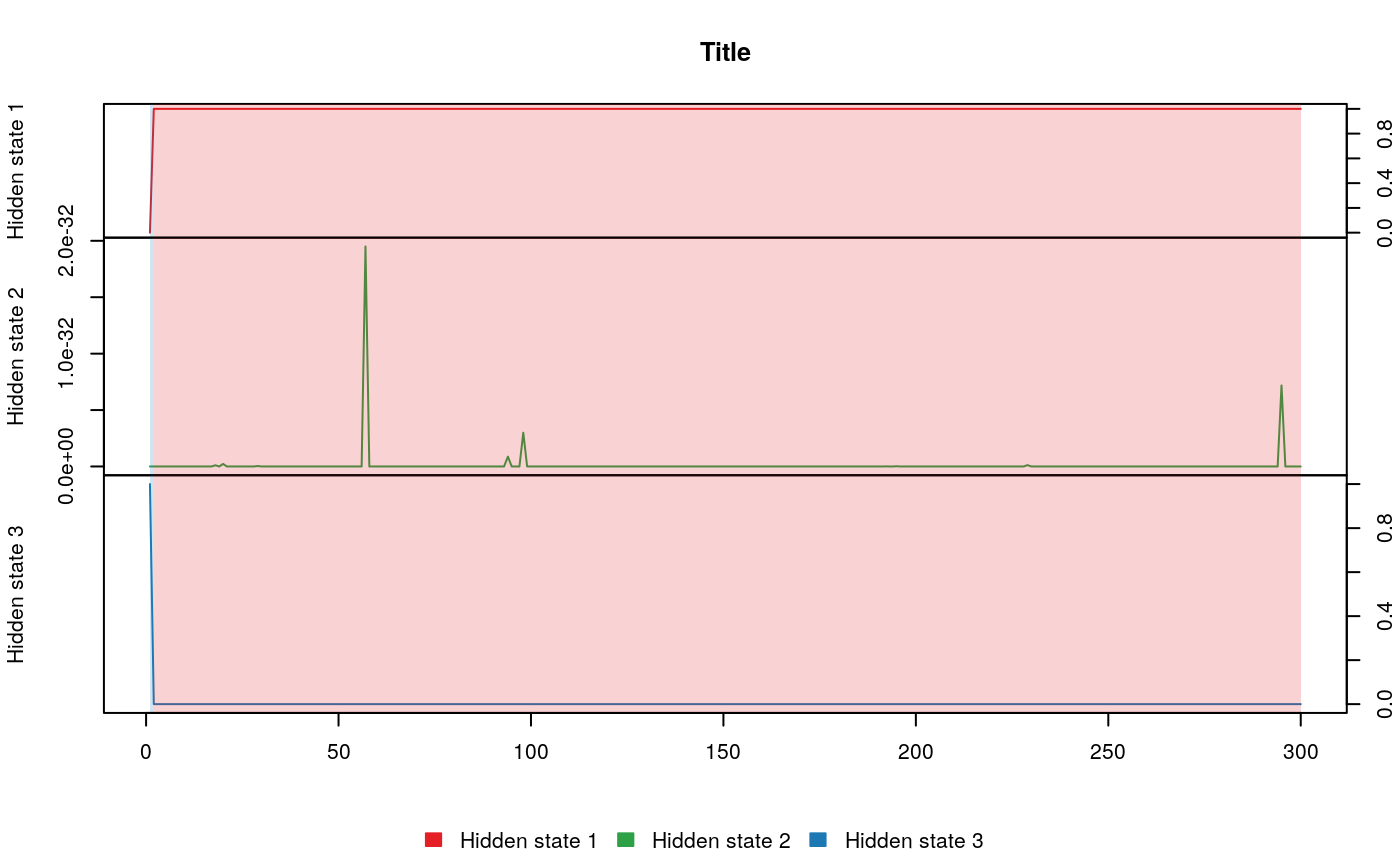 Title
Hidden state 1
0.0 0.4 0.8
Hidden state 2
0.0e+00 1.0e-32 2.0e-32
Hidden state 3
0.0 0.4 0.8
0 50 100 150 200 250 300
Hidden state 1 Hidden state 2 Hidden state 3